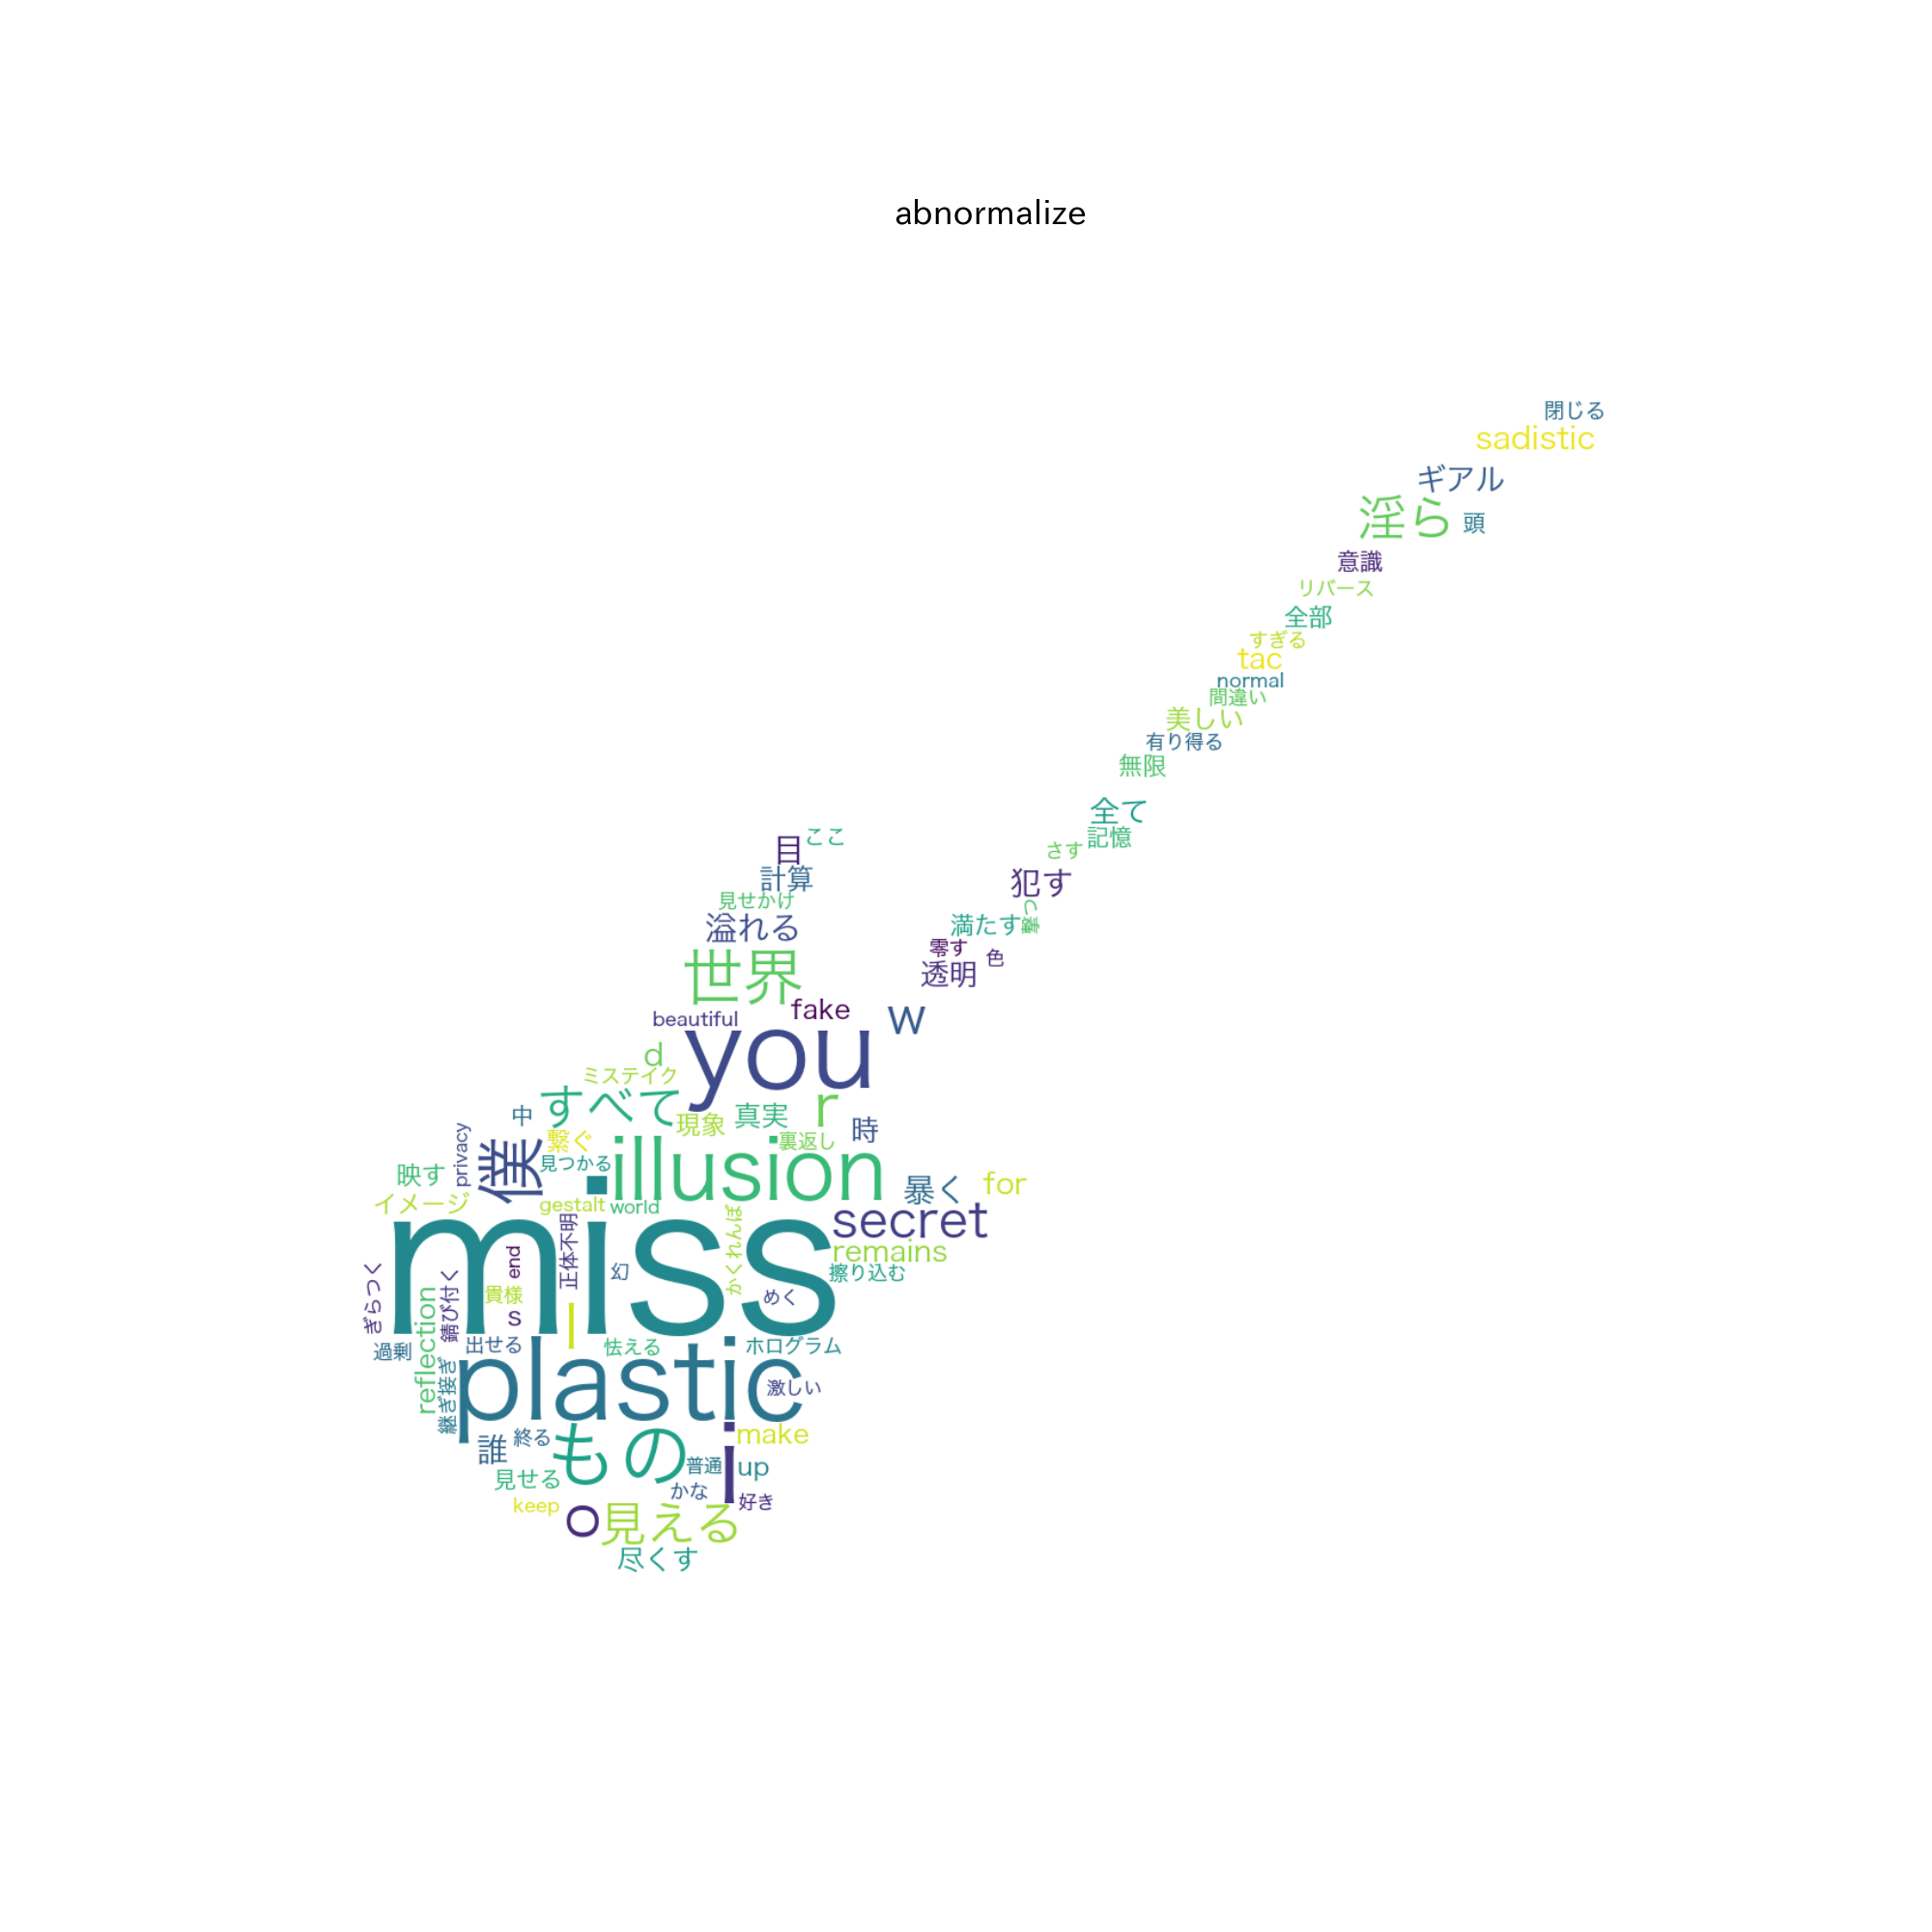 abnormalize
閉じる
sadistic
ギアル
淫ら
頭
意識
リバース
全部
すぎる
tac
normal
間違い
美しい
有り得る
無限
全て
記憶
ここ
目
さす
計算
犯す
見せかけ
満たす
撃つ
溢れる
零す
色
世界
透明
fake
w
beautiful
you
d
ミステイク
すべて
r
中
現象
真実
時
繋ぐ
裏返し
privacy
僕
見つかる
illusion
映す
暴く
for
イメージ
gestalt
world
secret
miss
かくれんぼ
remains
end
正体不明
幻
擦り込む
ぎらつく
錆び付く
貴様
めく
s
l
reflection
過剰
出せる
怯える
ホログラム
plastic
激しい
継ぎ接ぎ
誰
終る
もの
j
make
見せる
普通
up
かな
好き
keep
o
見える
尽くす